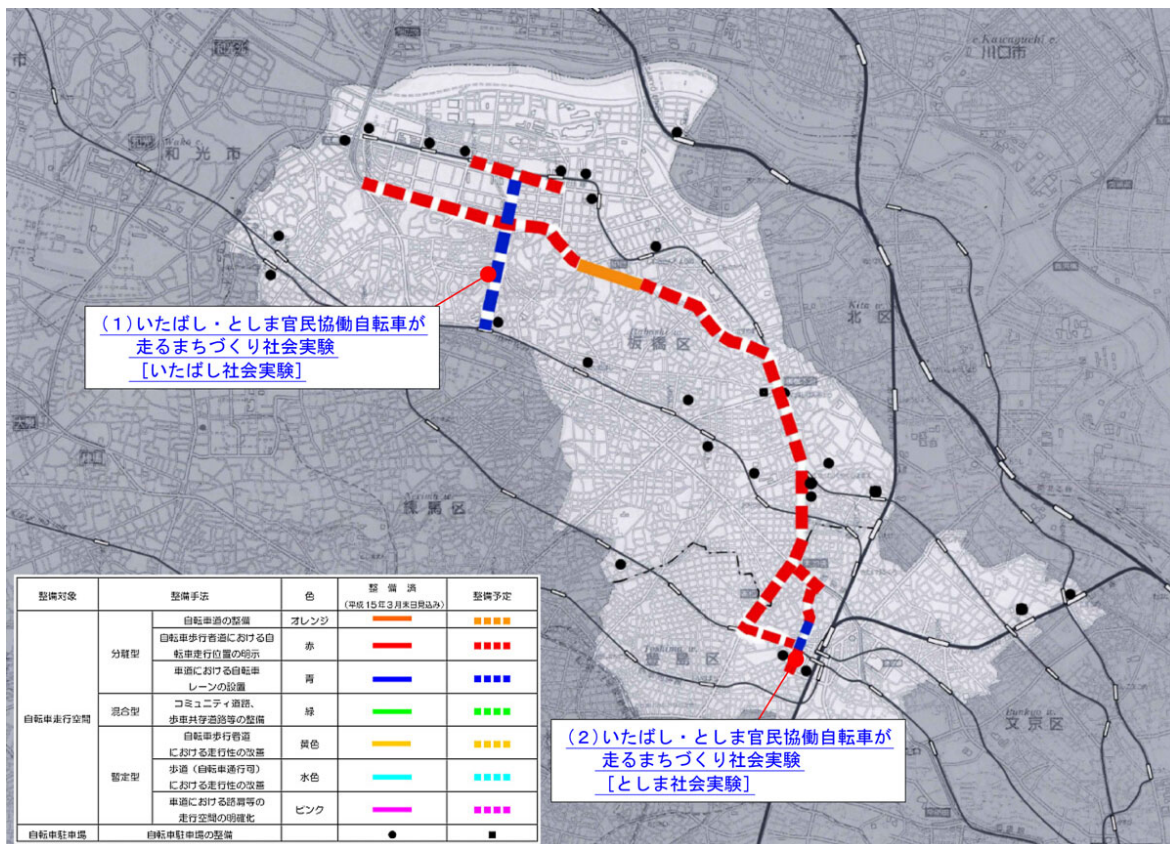 e Kawaguchi c.
川口市
市
Wako c.
和光市
Kita w.
北区
Itabashi w.
板橋区
(1)いたばし・としま官民協働自転車が
走るまちづくり社会実験
[いたばし社会実験]
Nerima w.
練馬区
Toshima w.
豊島区
Bunkyo w.
文京区
(2)いたばし・としま官民協働自転車が
走るまちづくり社会実験
[としま社会実験]
整備対象 整備手法 色 整備済 整備予定
(平成15年3月末日見込み)
自転車走行空間
分離型
自転車道の整備 オレンジ
自転車歩行者道における自
転車走行位置の明示 赤
車道における自転車
レーンの設置 青
混合型
コミュニティ道路、
歩車共存道路等の整備 緑
暫定型
自転車歩行者道
における走行性の改善 黄色
歩道(自転車通行可)
における走行性の改善 水色
車道における路肩等の
走行空間の明確化 ピンク
自転車駐車場 自転車駐車場の整備